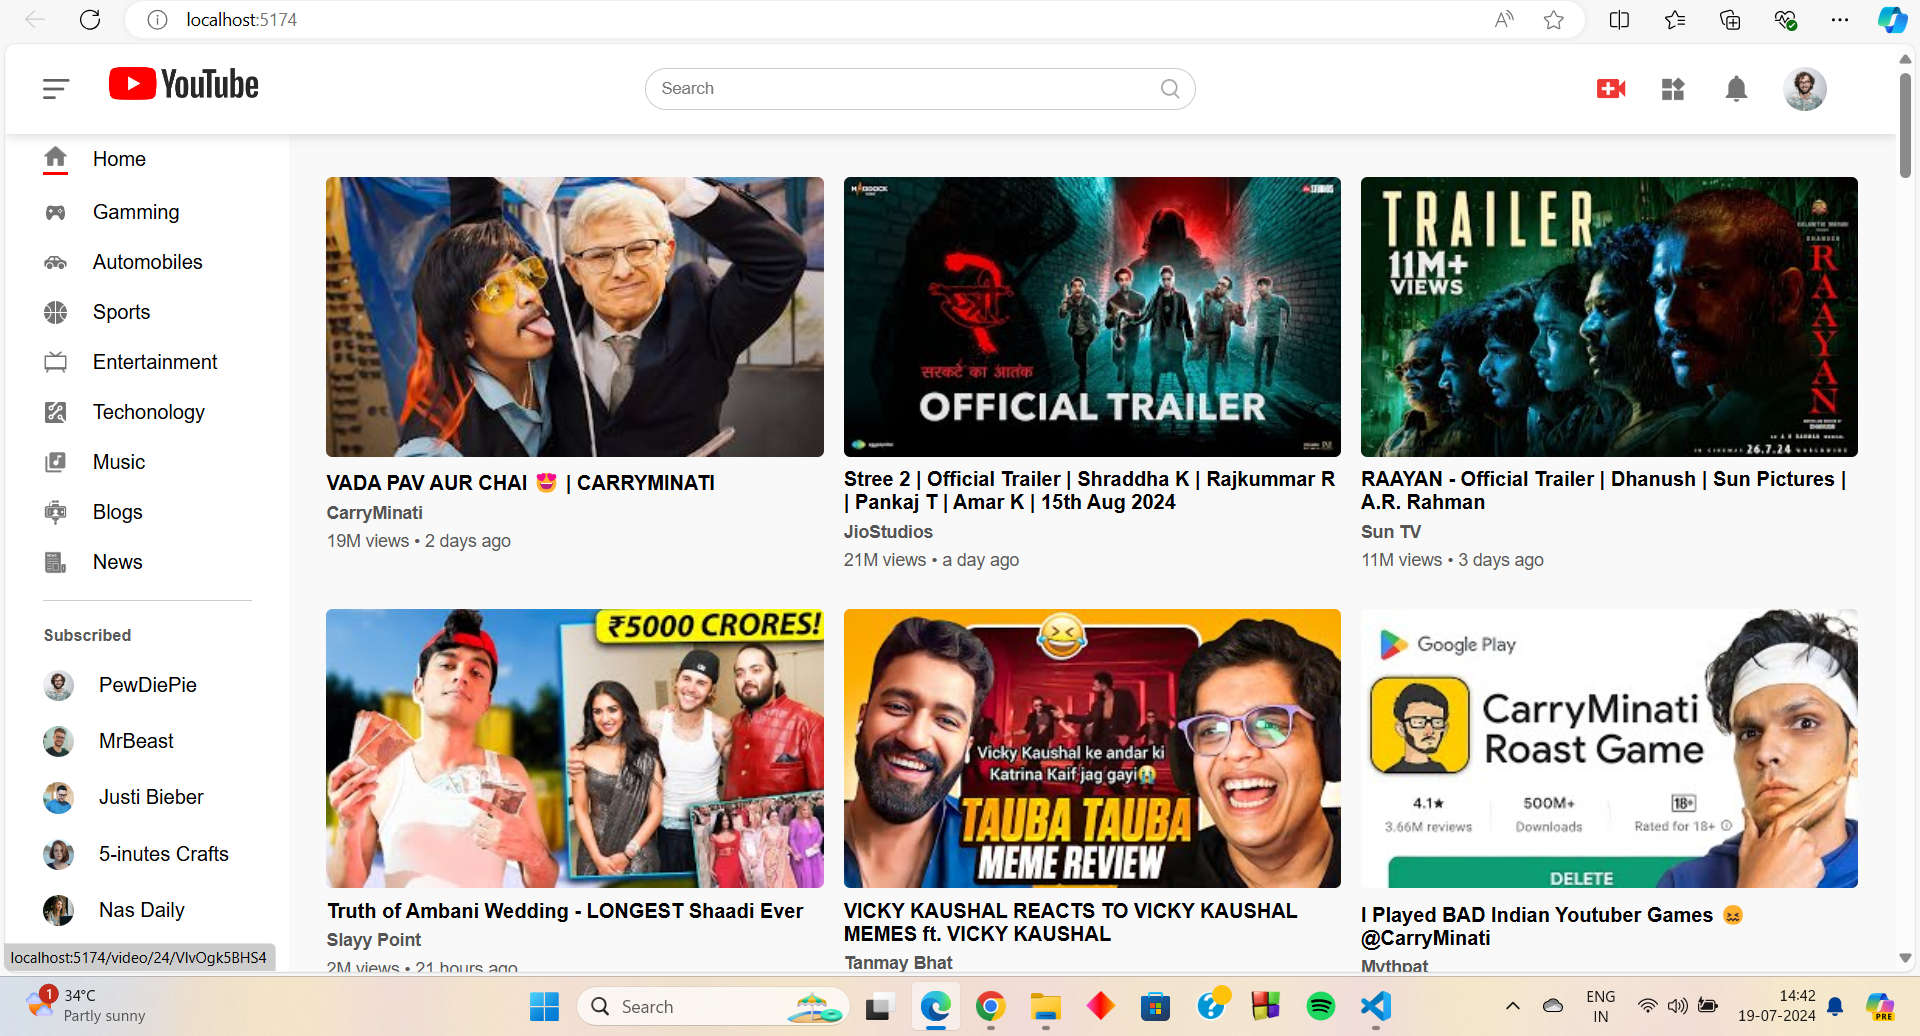 localhost:5174
YouTube
Search
Home
Gamming
Automobiles
Sports
Entertainment
Techonology
Music
Blogs
News
Subscribed
PewDiePie
MrBeast
Justi Bieber
5-inutes Crafts
Nas Daily
localhost:5174/video/24/VlvOgk5BHS4
VADA PAV AUR CHAI 😍 | CARRYMINATI
CarryMinati
19M views • 2 days ago
MADDOCK
स्त्री
सरकटे का आतंक
OFFICIAL TRAILER
Stree 2 | Official Trailer | Shraddha K | Rajkummar R
| Pankaj T | Amar K | 15th Aug 2024
JioStudios
21M views • a day ago
TRAILER
11M+
VIEWS
RAAYAN
26.7.24
RAAYAN - Official Trailer | Dhanush | Sun Pictures |
A.R. Rahman
Sun TV
11M views • 3 days ago
₹5000 CRORES!
Truth of Ambani Wedding - LONGEST Shaadi Ever
Slayy Point
2M views • 21 hours ago
Vicky Kaushal ke andar ki
Katrina Kaif jag gayi😭
TAUBA TAUBA
MEME REVIEW
VICKY KAUSHAL REACTS TO VICKY KAUSHAL
MEMES ft. VICKY KAUSHAL
Tanmay Bhat
Google Play
CarryMinati
Roast Game
4.1★
3.66M reviews
500M+
Downloads
18+
Rated for 18+
DELETE
I Played BAD Indian Youtuber Games 😖
@CarryMinati
Mythpat
1
34°C
Partly sunny
Search
ENG
IN
14:42
19-07-2024
PRE